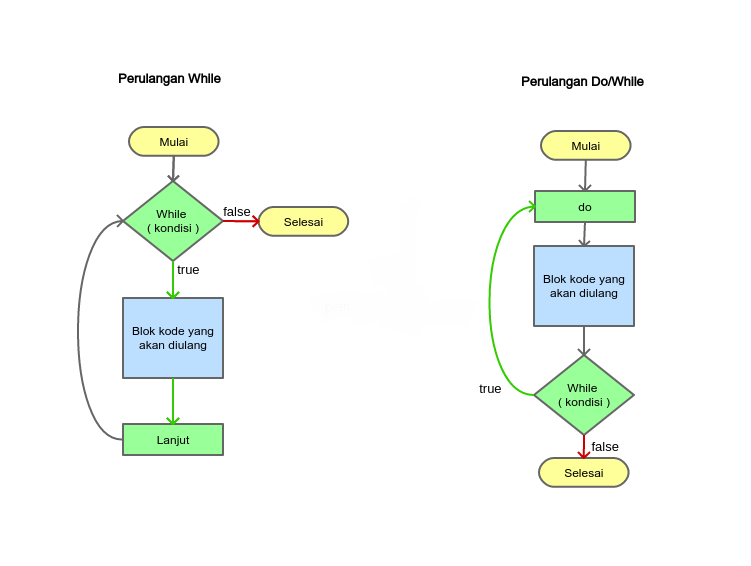 Perulangan While
Mulai
While
( kondisi )
false
Selesai
true
Blok kode yang
akan diulang
Lanjut
Perulangan Do/While
Mulai
do
Blok kode yang
akan diulang
true
While
( kondisi )
false
Selesai